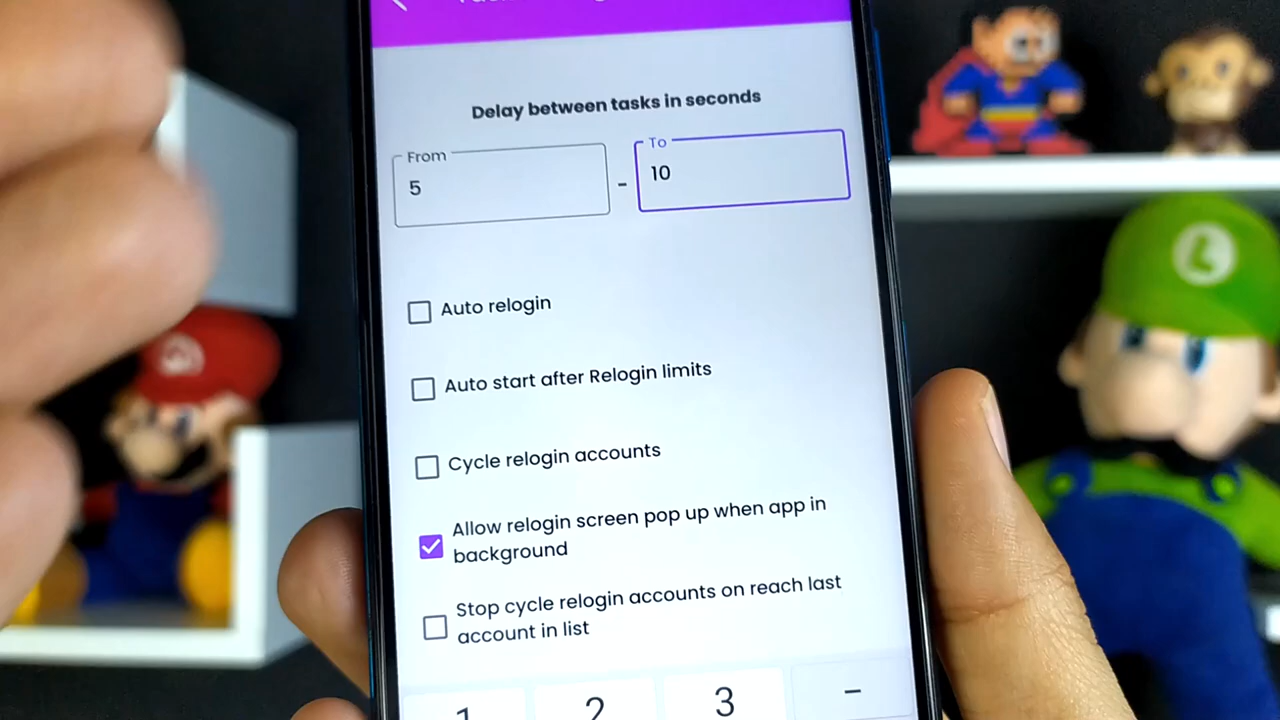 Delay between tasks in seconds
From
To
5
-
10
Auto relogin
Auto start after Relogin limits
Cycle relogin accounts
Allow relogin screen pop up when app in
background
Stop cycle relogin accounts on reach last
account in list
1 2 3 -
L